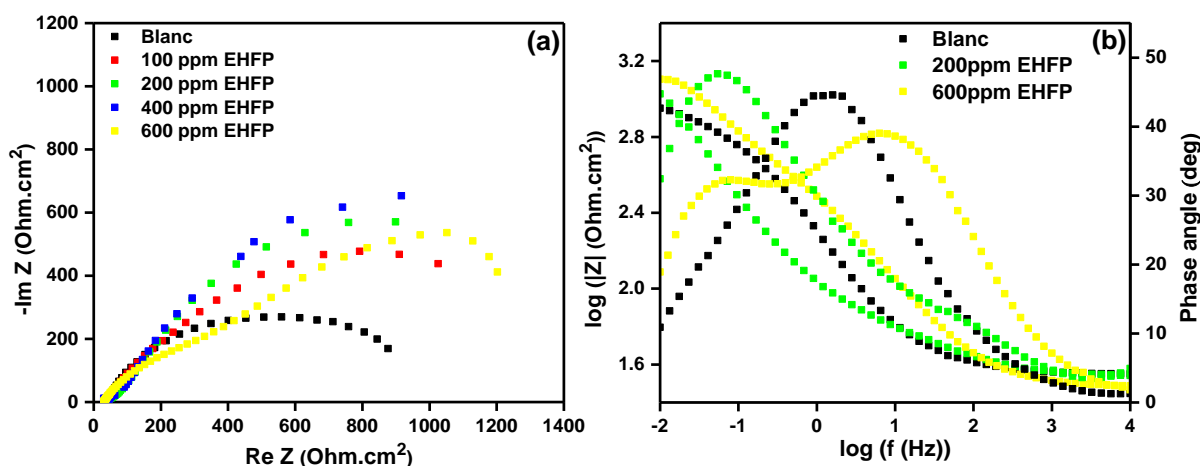 (a)
Blanc
100 ppm EHFP
200 ppm EHFP
400 ppm EHFP
600 ppm EHFP
-Im Z (Ohm.cm²)
1200
1000
800
600
400
200
0
0 200 400 600 800 1000 1200 1400
Re Z (Ohm.cm²)
(b)
Blanc
200ppm EHFP
600ppm EHFP
log (|Z| (Ohm.cm²))
3.2
2.8
2.4
2.0
1.6
Phase angle (deg)
50
40
30
20
10
0
-2 -1 0 1 2 3 4
log (f (Hz))